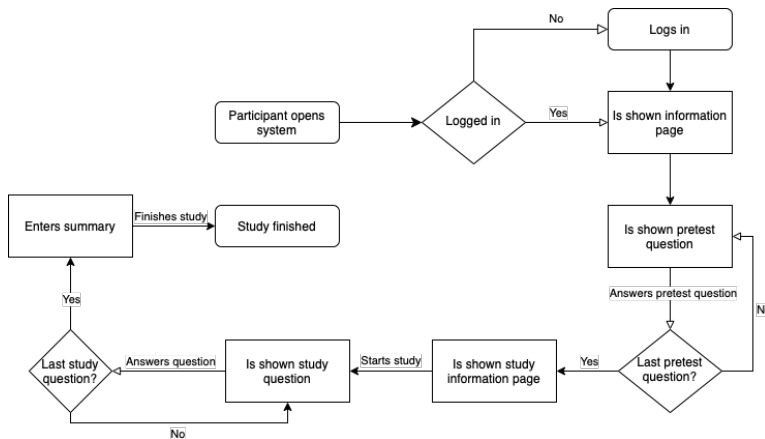 No
Logs in
Participant opens
system
Logged in
Yes
Is shown information
page
Enters summary
Finishes study
Study finished
Is shown pretest
question
Answers pretest question
Yes
N
Last study
question?
Answers question
Is shown study
question
Starts study
Is shown study
information page
Yes
Last pretest
question?
No